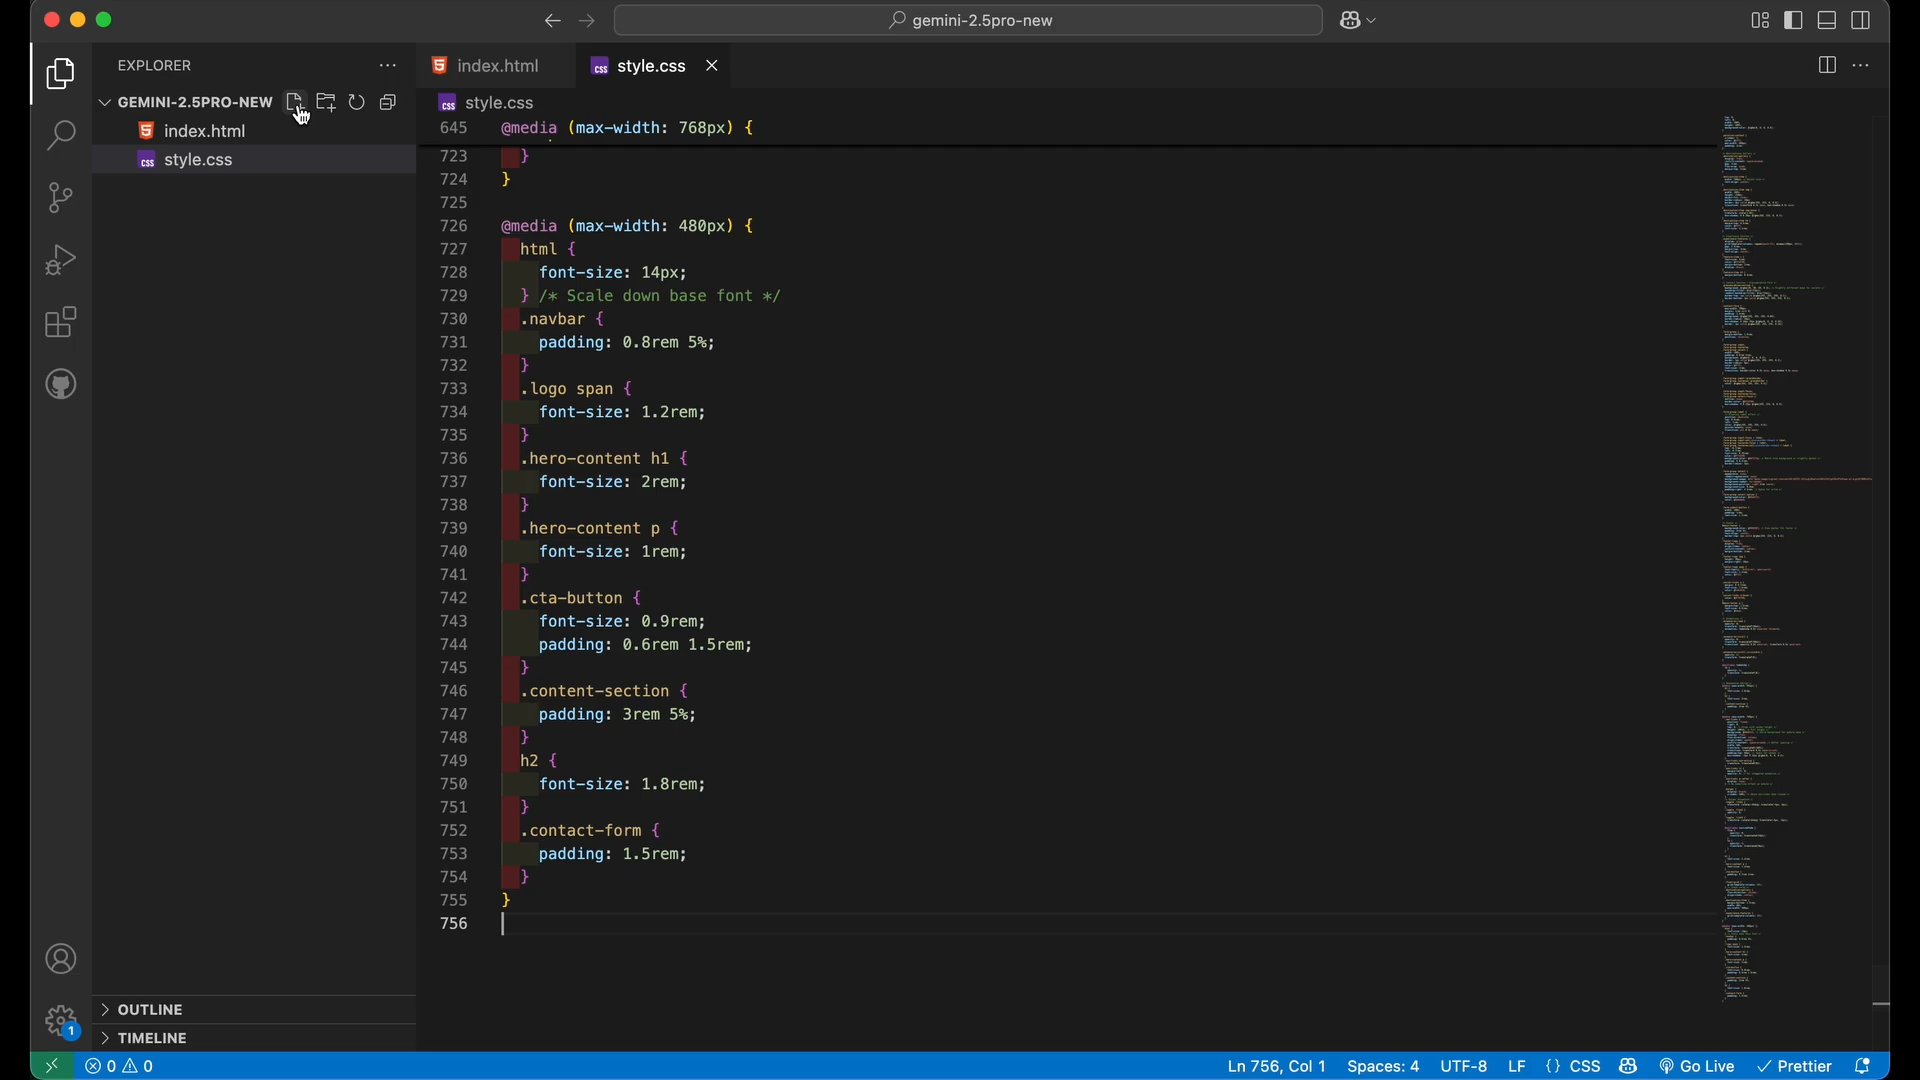 gemini-2.5pro-new
EXPLORER
GEMINI-2.5PRO-NEW
index.html
style.css
index.html
style.css
style.css
645 @media (max-width: 768px) {
723 }
724 }
725
726 @media (max-width: 480px) {
727 html {
728 font-size: 14px;
729 } /* Scale down base font */
730 .navbar {
731 padding: 0.8rem 5%;
732 }
733 .logo span {
734 font-size: 1.2rem;
735 }
736 .hero-content h1 {
737 font-size: 2rem;
738 }
739 .hero-content p {
740 font-size: 1rem;
741 }
742 .cta-button {
743 font-size: 0.9rem;
744 padding: 0.6rem 1.5rem;
745 }
746 .content-section {
747 padding: 3rem 5%;
748 }
749 h2 {
750 font-size: 1.8rem;
751 }
752 .contact-form {
753 padding: 1.5rem;
754 }
755 }
756
OUTLINE
TIMELINE
1
0 0
Ln 756, Col 1 Spaces: 4 UTF-8 LF {} CSS Go Live Prettier